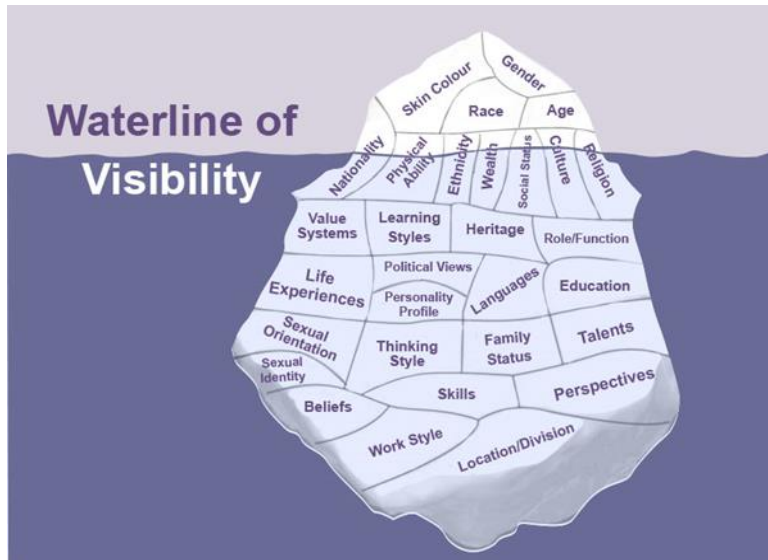 Waterline of
Visibility
Skin Colour
Gender
Race
Age
Nationality
Physical
Ability
Ethnicity
Wealth
Social Status
Culture
Religion
Value
Systems
Learning
Styles
Heritage
Role/Function
Life
Experiences
Political Views
Personality
Profile
Languages
Education
Sexual
Orientation
Thinking
Style
Family
Status
Talents
Sexual
Identity
Beliefs
Skills
Perspectives
Work Style
Location/Division